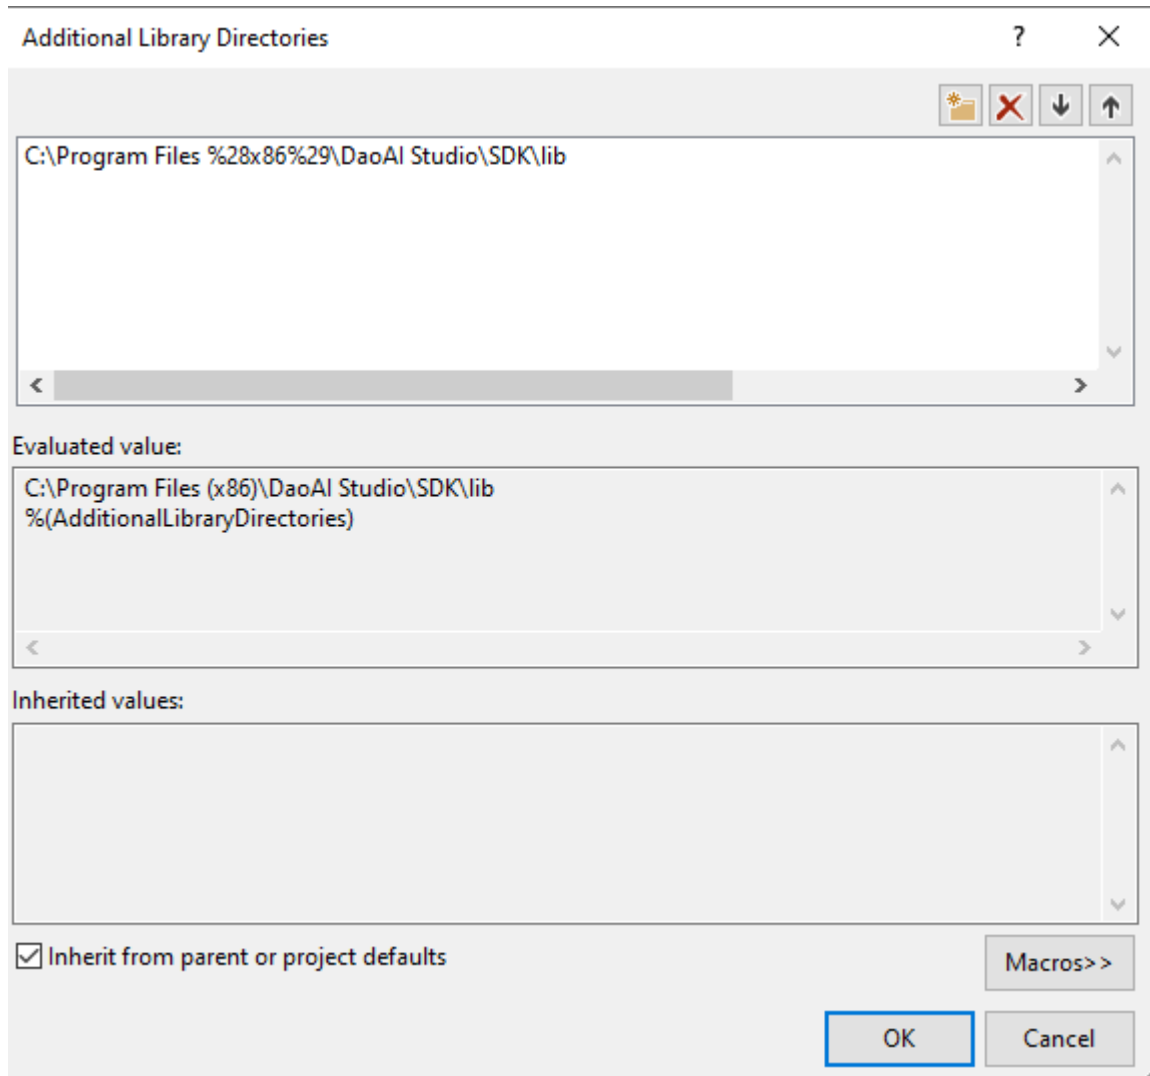 Additional Library Directories
C:\Program Files %28x86%29\DaoAI Studio\SDK\lib
Evaluated value:
C:\Program Files (x86)\DaoAI Studio\SDK\lib
%(AdditionalLibraryDirectories)
Inherited values:
Inherit from parent or project defaults
Macros>>
OK
Cancel